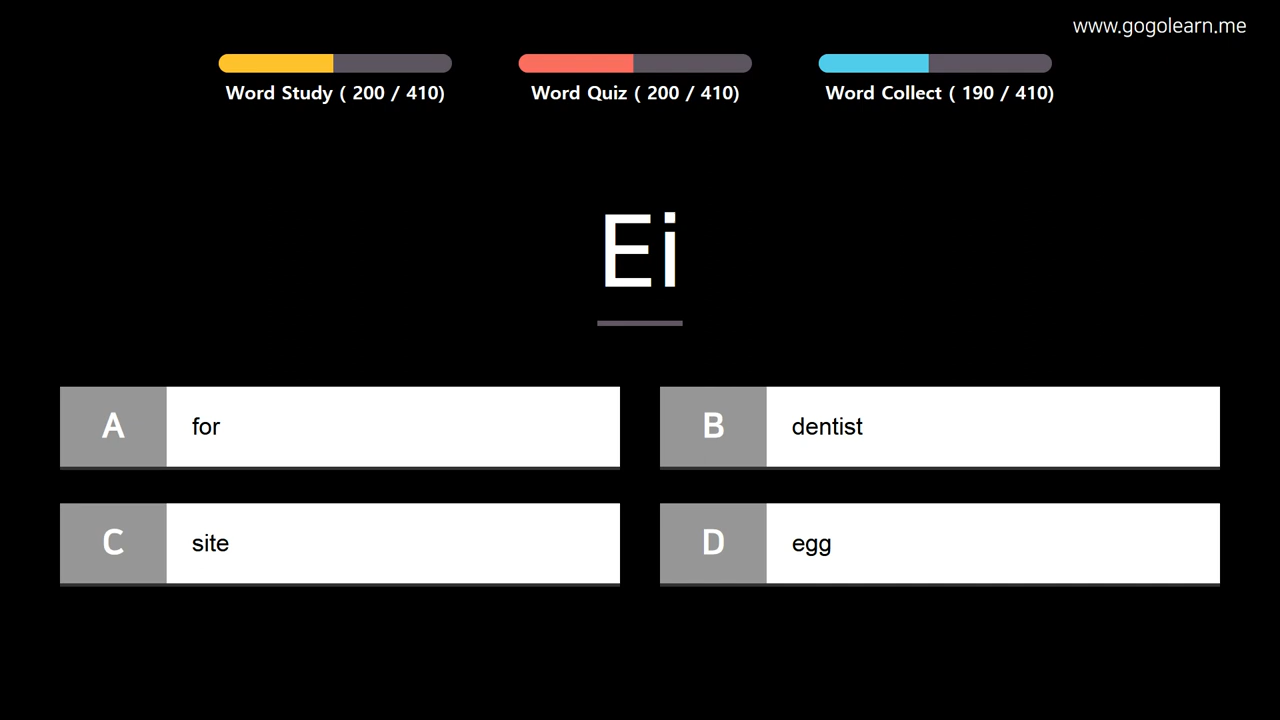 www.gogolearn.me
Word Study ( 200 / 410)
Word Quiz ( 200 / 410)
Word Collect ( 190 / 410)
Ei
A for
B dentist
C site
D egg